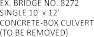 EX. BRIDGE NO. 8272
SINGLE 10' x 12'
CONCRETE-BOX CULVERT
(TO BE REMOVED)